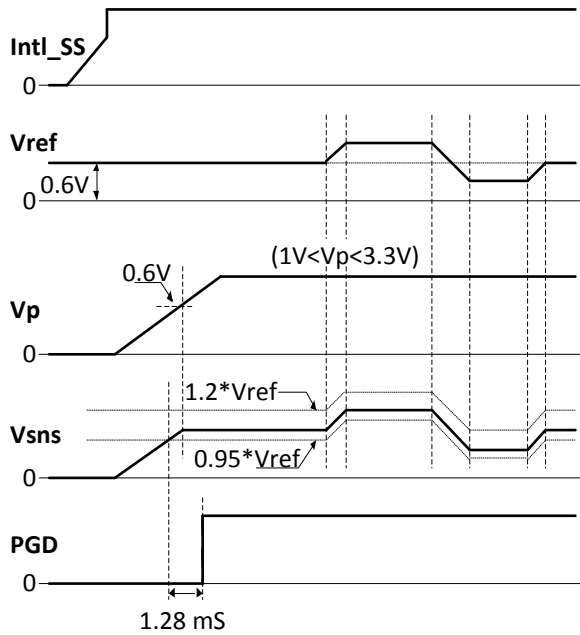 Intl_SS
0
Vref
0.6V
0
(1V<Vp<3.3V)
0.6V
Vp
0
1.2*Vref
Vsns
0.95*Vref
0
PGD
0
1.28 mS